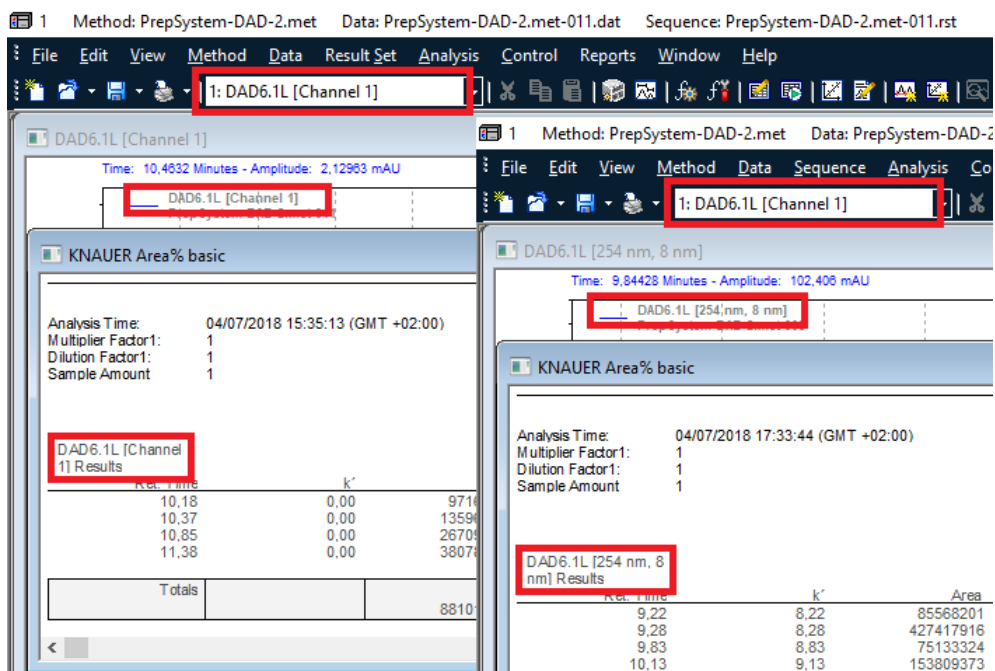 1 Method: PrepSystem-DAD-2.met Data: PrepSystem-DAD-2.met-011.dat Sequence: PrepSystem-DAD-2.met-011.rst
File Edit View Method Data Result Set Analysis Control Reports Window Help
1: DAD6.1L [Channel 1]
DAD6.1L [Channel 1]
Time: 10,4632 Minutes - Amplitude: 2,12963 mAU
DAD6.1L [Channel 1]
KNAUER Area% basic
Analysis Time: 04/07/2018 15:35:13 (GMT +02:00)
Multiplier Factor1: 1
Dilution Factor1: 1
Sample Amount 1
DAD6.1L [Channel
1] Results
Ret. Time k´
10,18 0,00 9716
10,37 0,00 13596
10,85 0,00 26709
11,38 0,00 38078
Totals
88101
1 Method: PrepSystem-DAD-2.met Data: PrepSystem-DAD-2
File Edit View Method Data Sequence Analysis Co
1: DAD6.1L [Channel 1]
DAD6.1L [254 nm, 8 nm]
Time: 9,84428 Minutes - Amplitude: 102,406 mAU
DAD6.1L [254 nm, 8 nm]
KNAUER Area% basic
Analysis Time: 04/07/2018 17:33:44 (GMT +02:00)
Multiplier Factor1: 1
Dilution Factor1: 1
Sample Amount 1
DAD6.1L [254 nm, 8
nm] Results
Ret. Time k´ Area
9,22 8,22 85568201
9,28 8,28 427417916
9,83 8,83 75133324
10,13 9,13 153809373